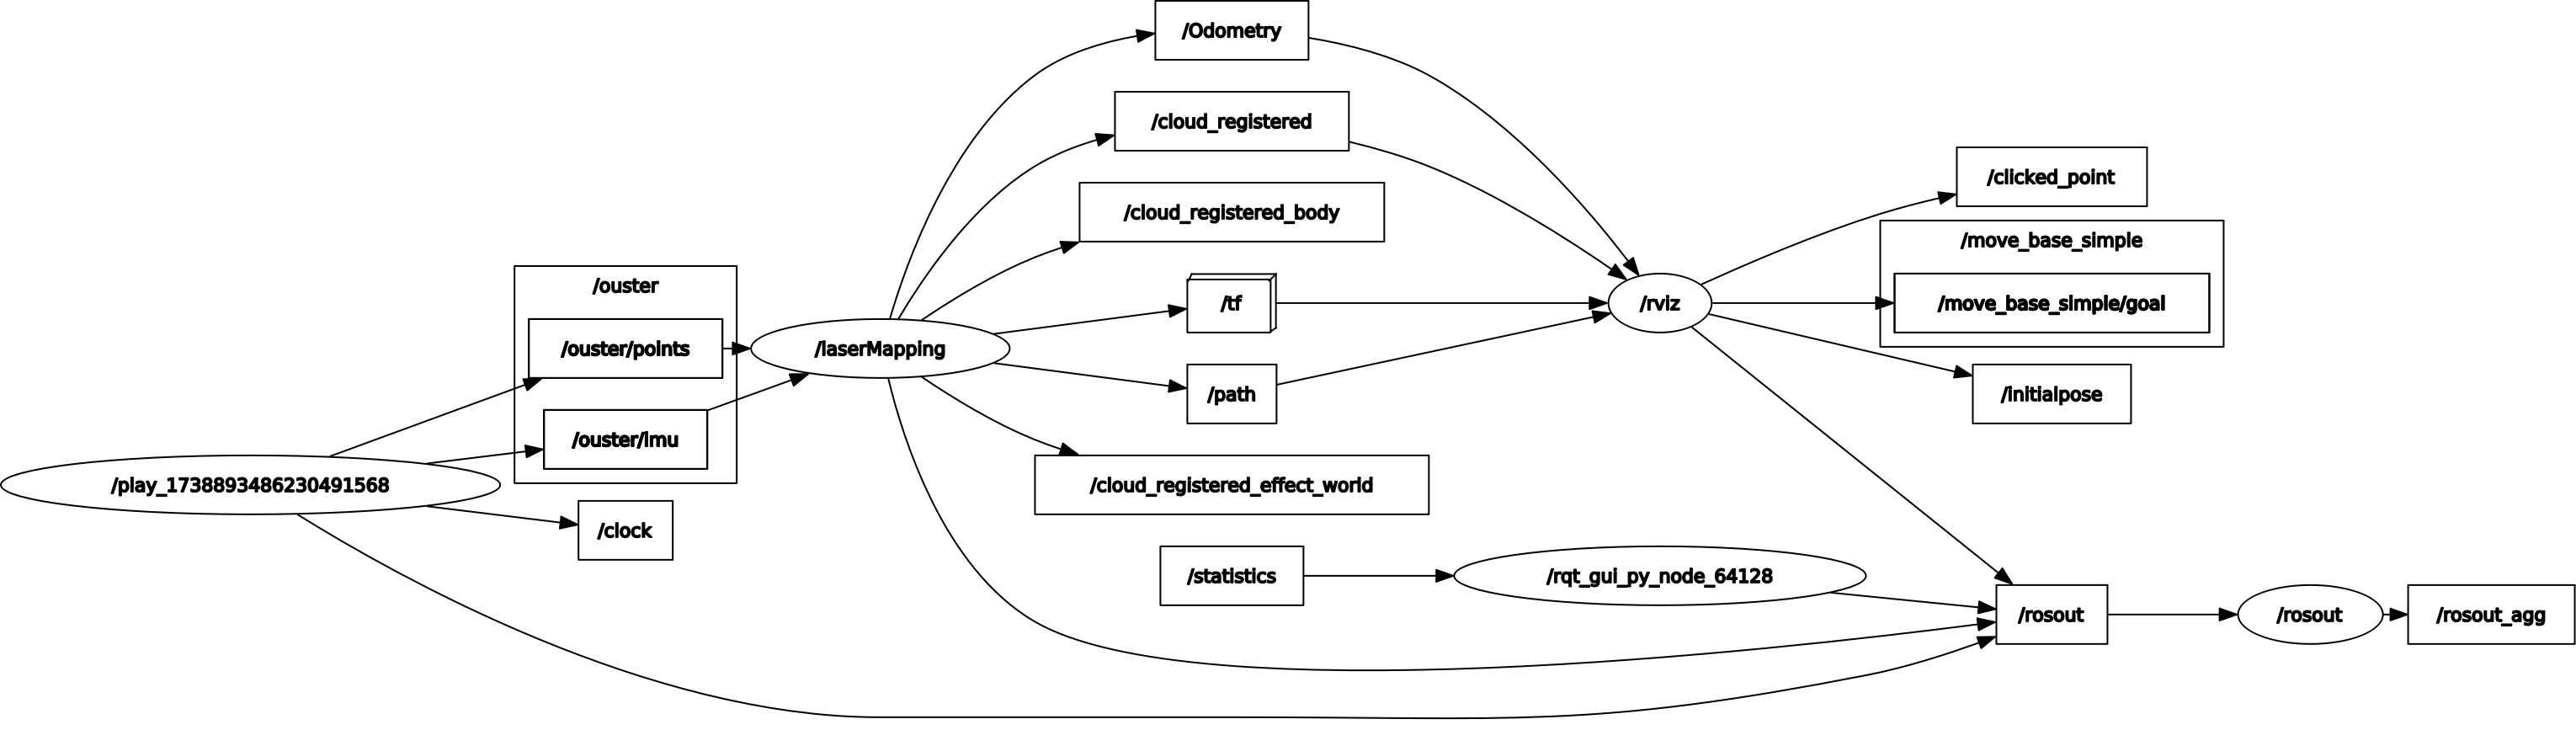 /Odometry
/cloud_registered
/clicked_point
/cloud_registered_body
/move_base_simple
/ouster
/tf
/rviz
/move_base_simple/goal
/ouster/points
/laserMapping
/path
/initialpose
/ouster/imu
/play_1738893486230491568
/cloud_registered_effect_world
/clock
/statistics
/rqt_gui_py_node_64128
/rosout
/rosout
/rosout_agg